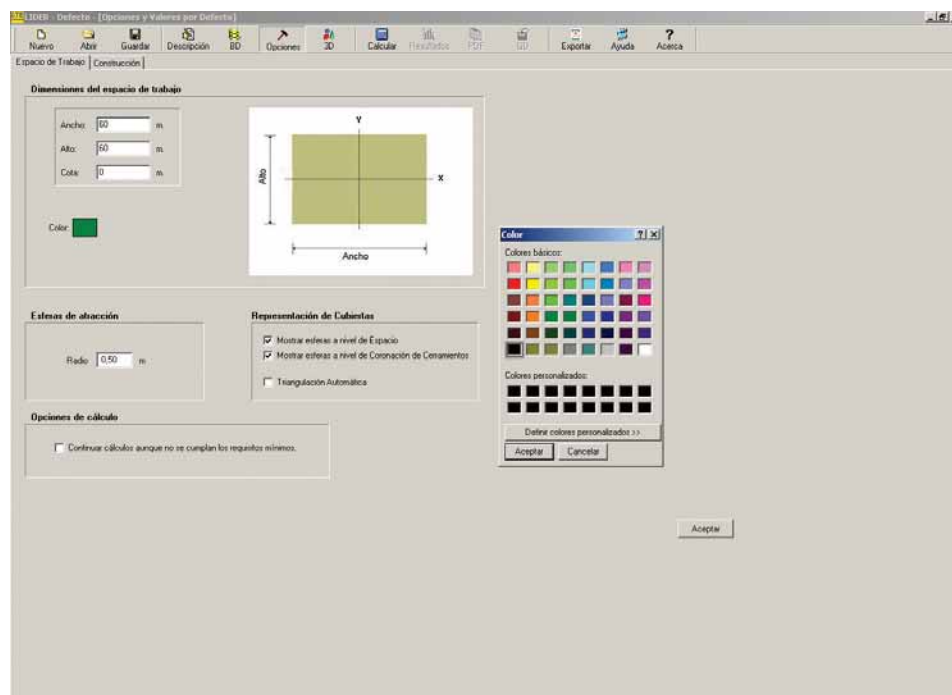 LIDER - Defecto - [Opciones y Valores por Defecto]
Nuevo Abrir Guardar Descripción BD Opciones 3D Calcular Resultados PDF GD Exportar Ayuda Acerca
Espacio de Trabajo Construcción
Dimensiones del espacio de trabajo
Ancho: 60 m
Alto: 60 m
Cota: 0 m
Color:
Y
X
Alto
Ancho
Esferas de atracción
Radio 0,50 m
Representación de Cubiertas
Mostrar esferas a nivel de Espacio
Mostrar esferas a nivel de Coronación de Cerramientos
Triangulación Automática
Opciones de cálculo
Continuar cálculos aunque no se cumplan los requisitos mínimos.
Color
Colores básicos:
Colores personalizados:
Definir colores personalizados >>
Aceptar Cancelar
Aceptar